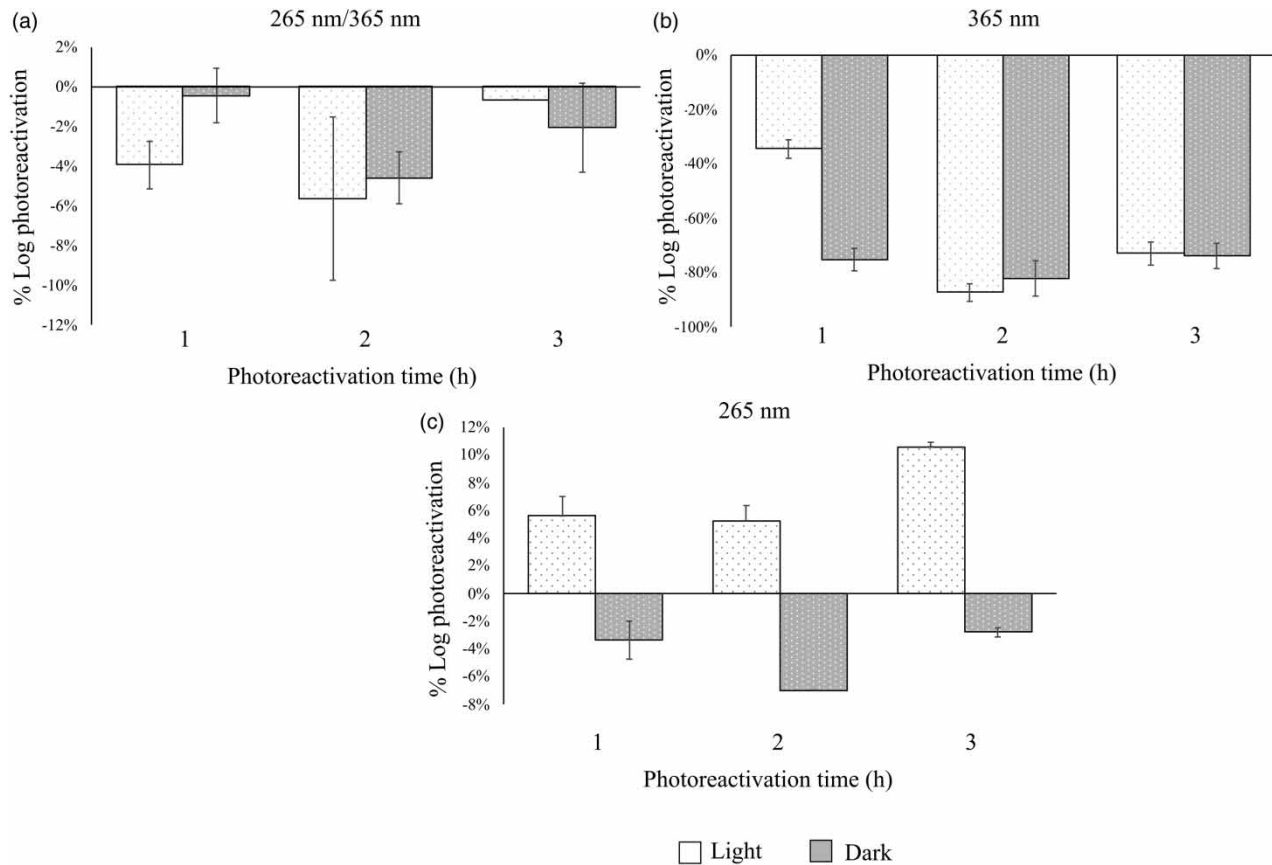 (a)
265 nm/365 nm
2%
0%
-2%
-4%
-6%
-8%
-10%
-12%
% Log photoreactivation
1 2 3
Photoreactivation time (h)
(b)
365 nm
0%
-20%
-40%
-60%
-80%
-100%
% Log photoreactivation
1 2 3
Photoreactivation time (h)
(c)
265 nm
12%
10%
8%
6%
4%
2%
0%
-2%
-4%
-6%
-8%
% Log photoreactivation
1 2 3
Photoreactivation time (h)
Light Dark